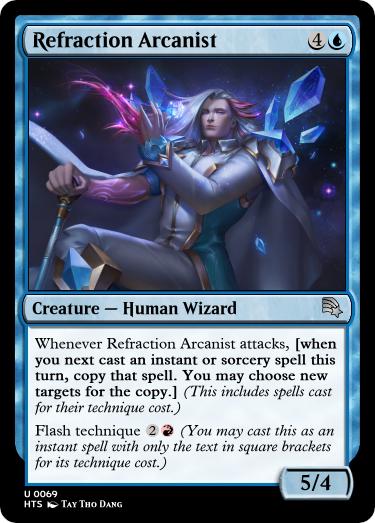 Refraction Arcanist 4
Creature — Human Wizard
Whenever Refraction Arcanist attacks, [when
you next cast an instant or sorcery spell this
turn, copy that spell. You may choose new
targets for the copy.] (This includes spells cast
for their technique cost.)
Flash technique 2 (You may cast this as an
instant spell with only the text in square brackets
for its technique cost.)
5/4
U 0069
HTS Tay Tho Dang